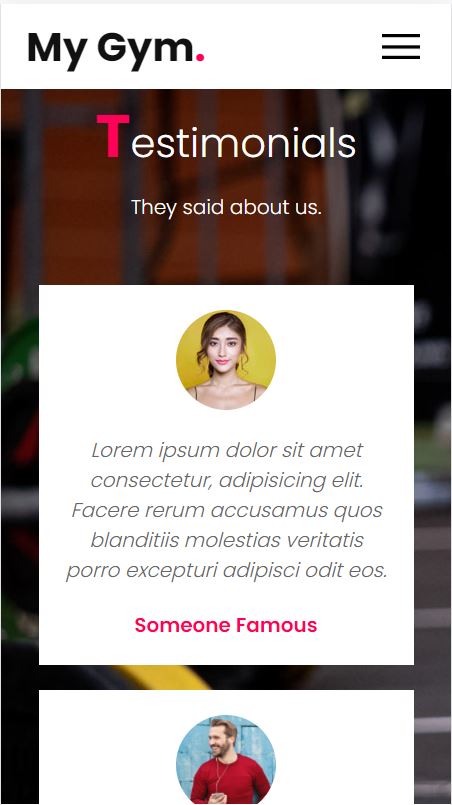 My Gym.
Testimonials
They said about us.
Lorem ipsum dolor sit amet
consectetur, adipisicing elit.
Facere rerum accusamus quos
blanditiis molestias veritatis
porro excepturi adipisci odit eos.
Someone Famous